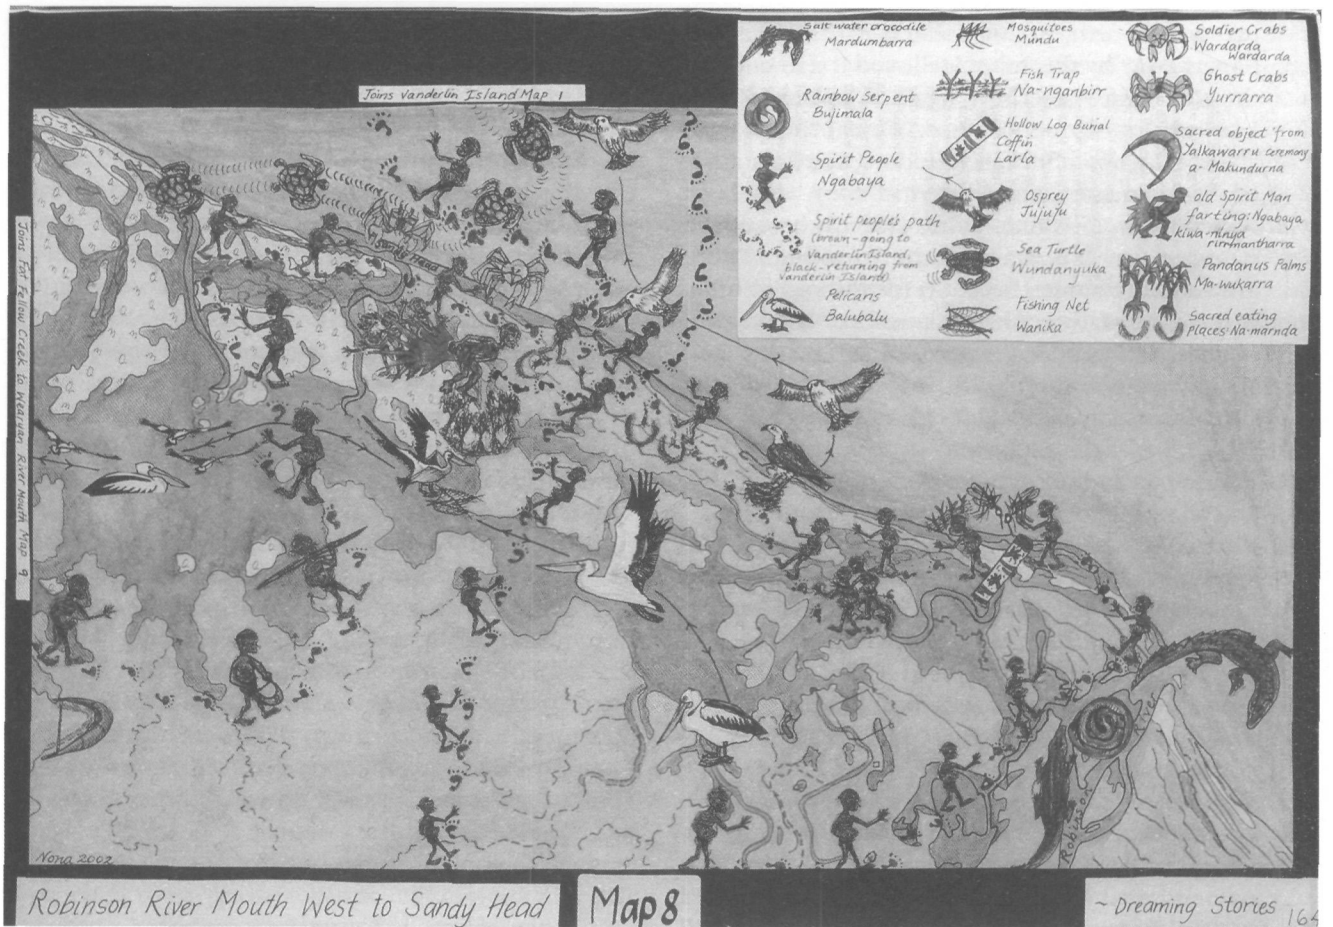 Salt water crocodile
Mardumbarra
Rainbow Serpent
Bujimala
Spirit People
Ngabaya
Spirit people's path
(brown-going to
Vanderlin Island,
black-returning from
Vanderlin Island)
Pelicans
Balubalu
Mosquitoes
Mundu
Fish Trap
Na-nganbirr
Hollow Log Burial
Coffin
Larla
Osprey
Jujuju
Sea Turtle
Wundanyuka
Fishing Net
Wanika
Soldier Crabs
Wardarda
wardarda
Ghost Crabs
Yurrarra
Sacred object from
Yalkawarru ceremony
a-Makundurna
old Spirit Man
farting: Ngabaya
kiwa-ninya
rirrinantharra
Pandanus Palms
Ma-wukarra
Sacred eating
places Na-marnda
Joins Vanderlin Island Map 1
Joins Fat Fellow Creek to Wearyan River Mouth Map 9
Sandy Head
Robinson River
Nona 2002
Robinson River Mouth West to Sandy Head
Map 8
~ Dreaming Stories